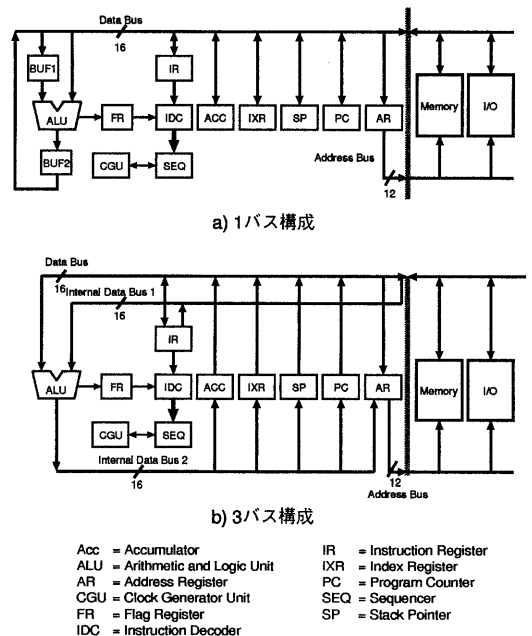 Data Bus
16
BUF1
IR
ALU
FR
IDC
ACC
IXR
SP
PC
AR
Memory
I/O
BUF2
CGU
SEQ
Address Bus
12
a) 1バス構成
Data Bus
16
Internal Data Bus 1
16
IR
ALU
FR
IDC
ACC
IXR
SP
PC
AR
Memory
I/O
CGU
SEQ
Internal Data Bus 2
16
12
Address Bus
b) 3バス構成
Acc = Accumulator
ALU = Arithmetic and Logic Unit
AR = Address Register
CGU = Clock Generator Unit
FR = Flag Register
IDC = Instruction Decoder
IR = Instruction Register
IXR = Index Register
PC = Program Counter
SEQ = Sequencer
SP = Stack Pointer